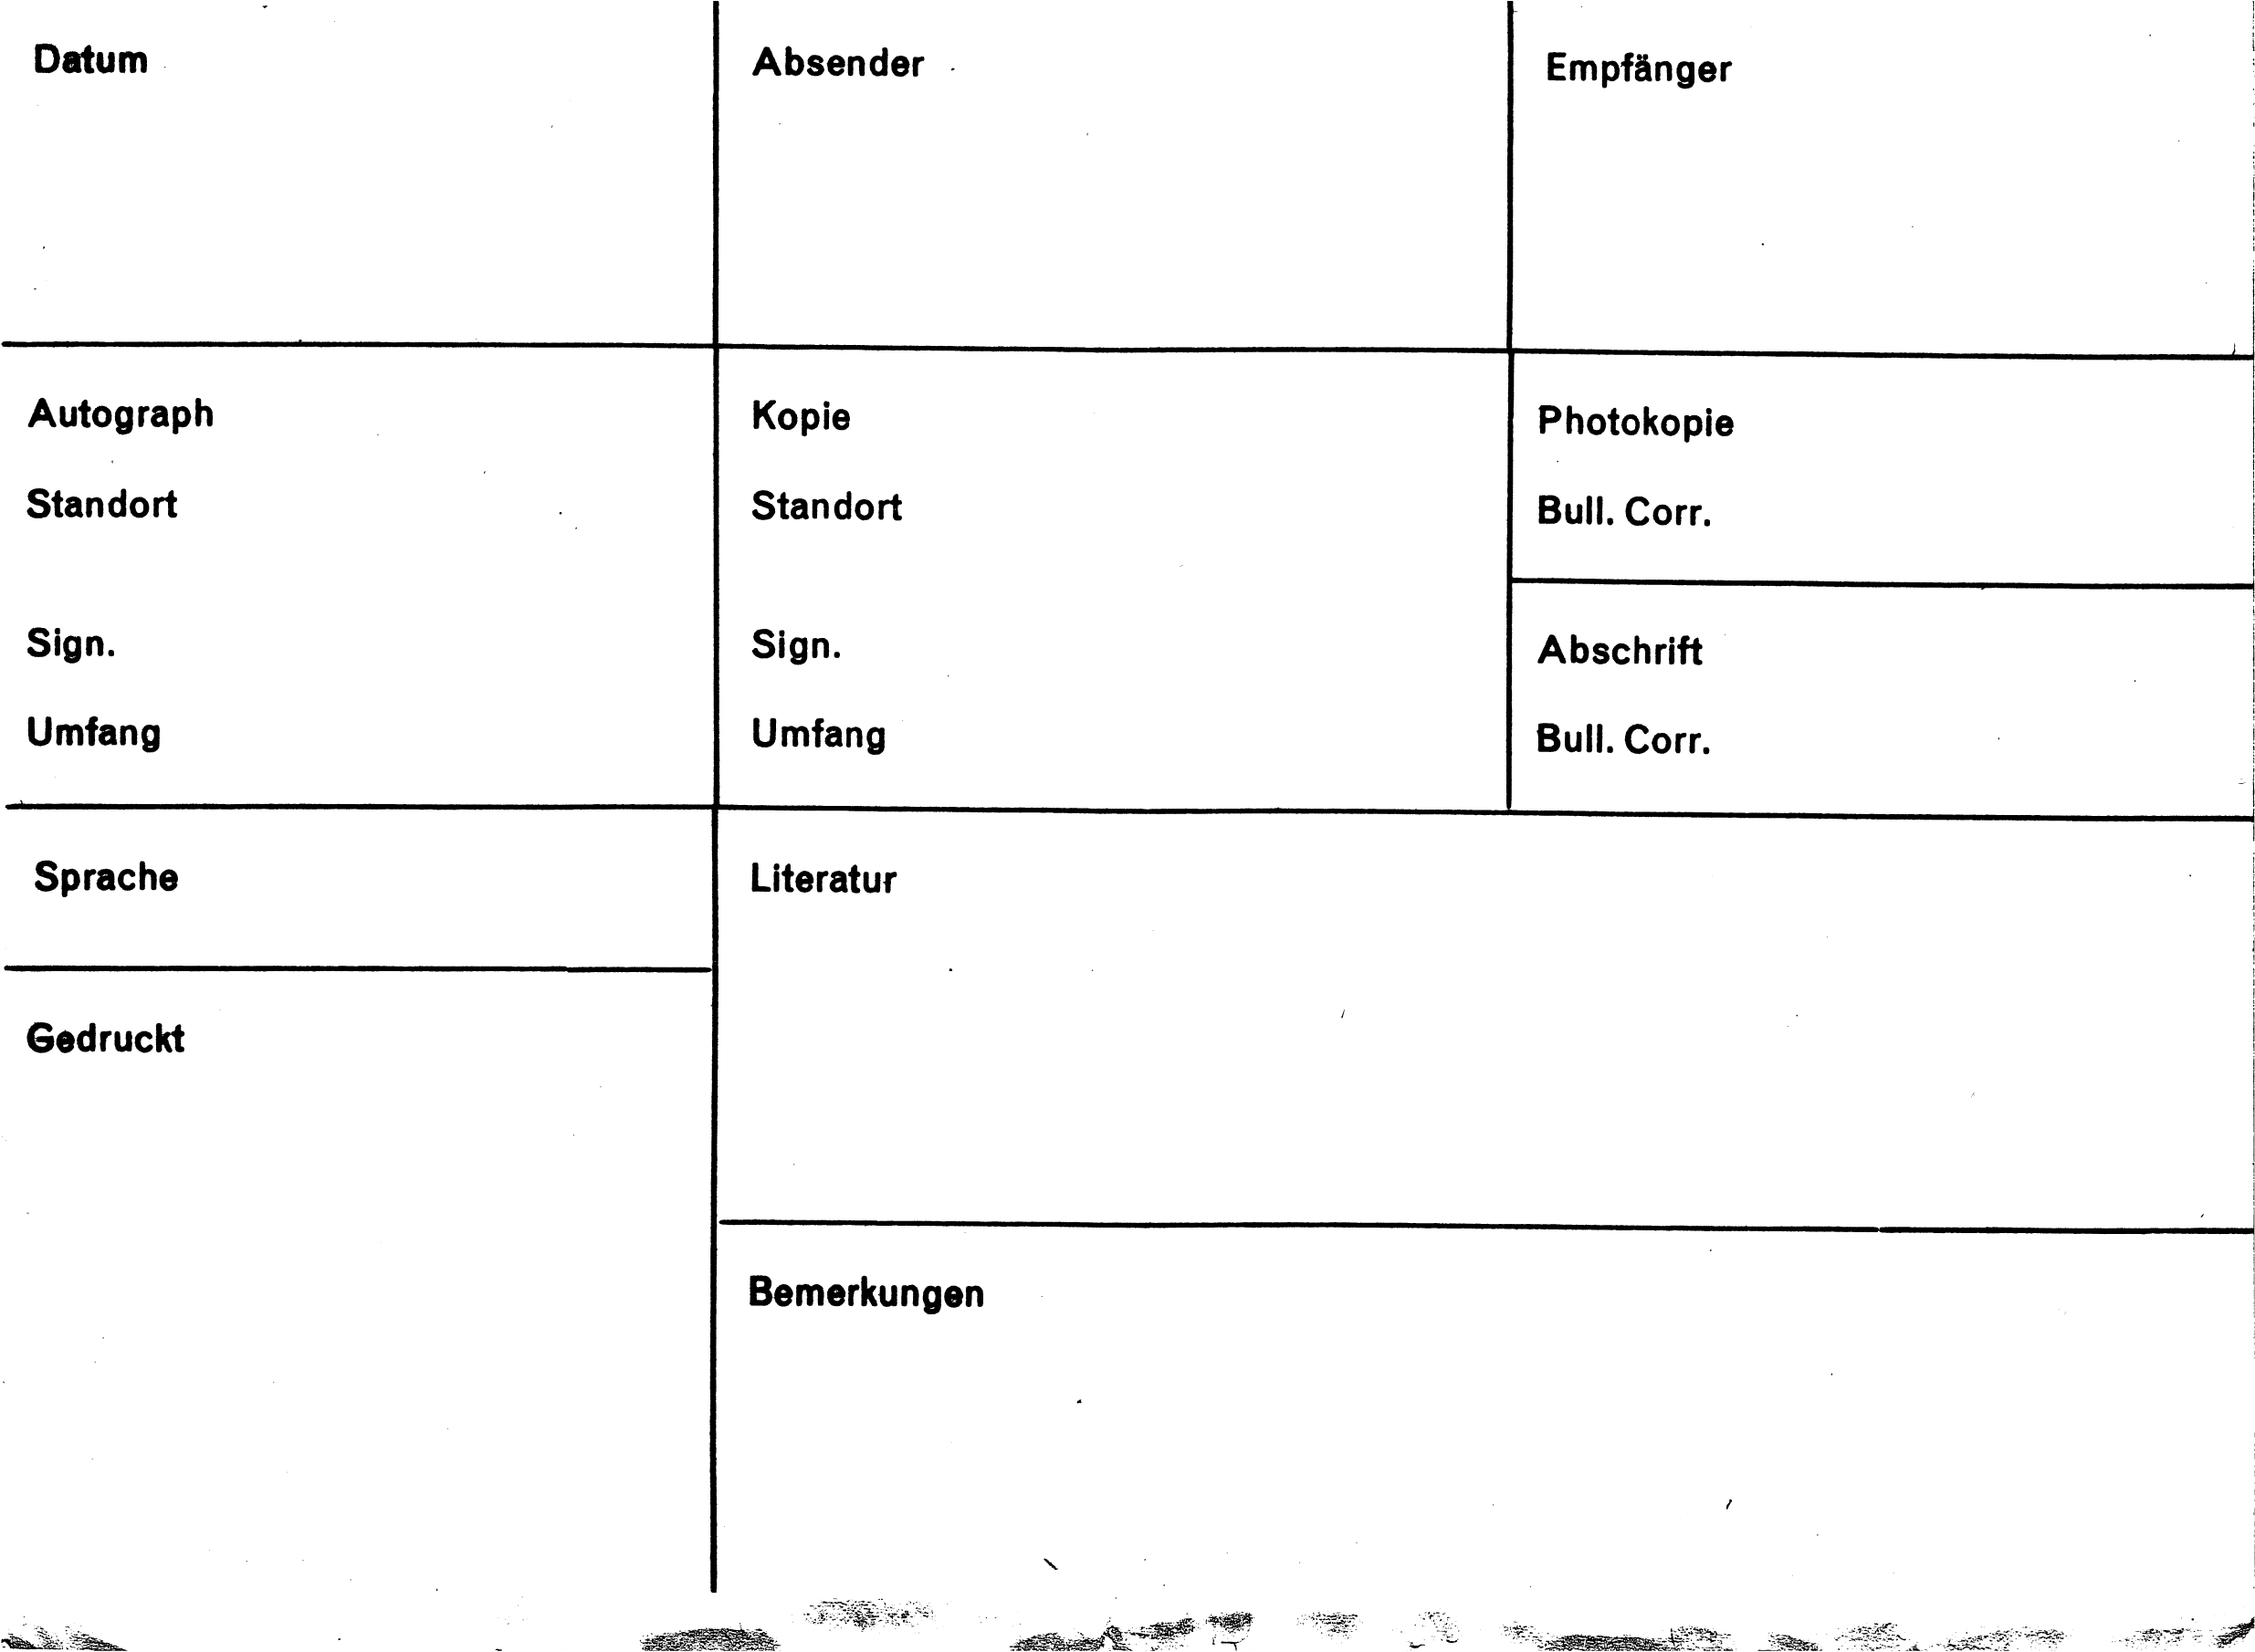 Datum
Absender
Empfänger
Autograph
Standort
Sign.
Umfang
Kopie
Standort
Sign.
Umfang
Photokopie
Bull. Corr.
Abschrift
Bull. Corr.
Sprache
Gedruckt
Literatur
Bemerkungen